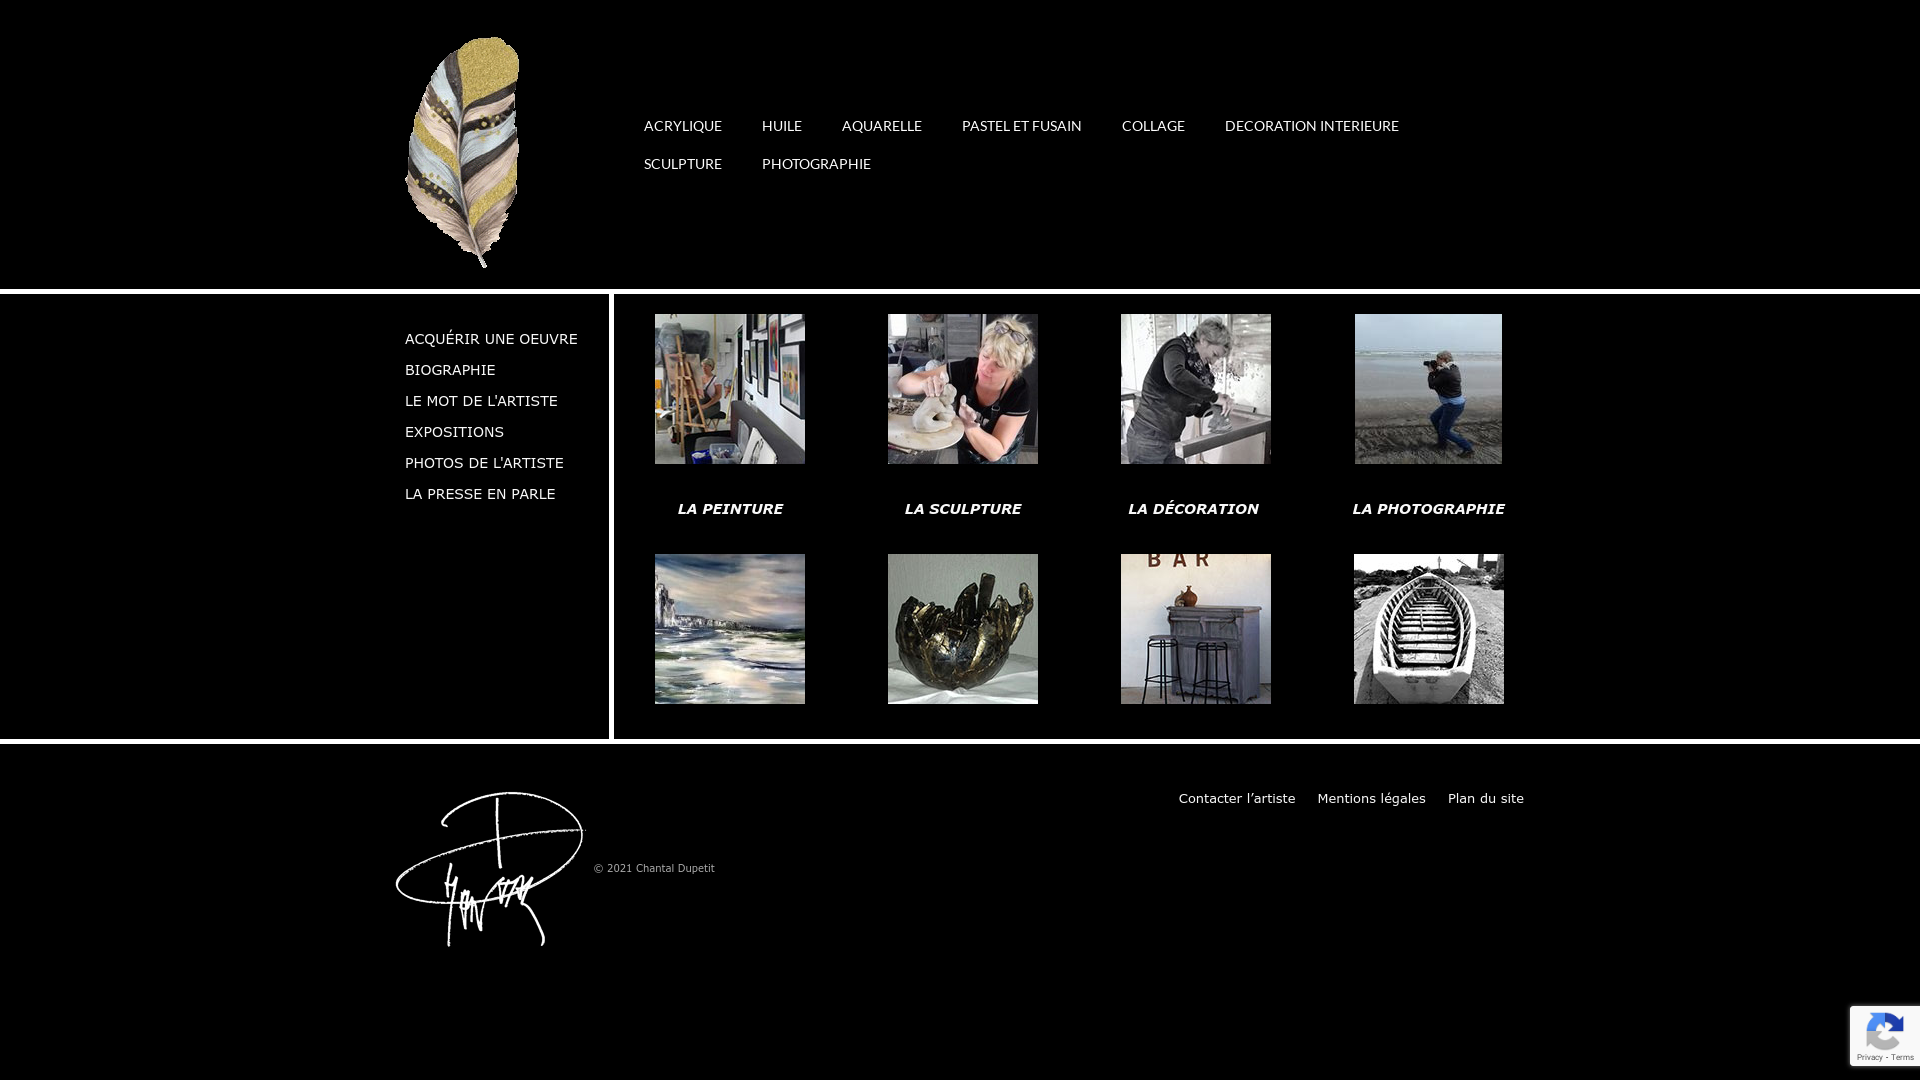 ACRYLIQUE HUILE AQUARELLE PASTEL ET FUSAIN COLLAGE DECORATION INTERIEURE
SCULPTURE PHOTOGRAPHIE
ACQUÉRIR UNE OEUVRE
BIOGRAPHIE
LE MOT DE L'ARTISTE
EXPOSITIONS
PHOTOS DE L'ARTISTE
LA PRESSE EN PARLE
LA PEINTURE LA SCULPTURE LA DÉCORATION LA PHOTOGRAPHIE
BAR
Contacter l’artiste Mentions légales Plan du site
© 2021 Chantal Dupetit
Privacy - Terms